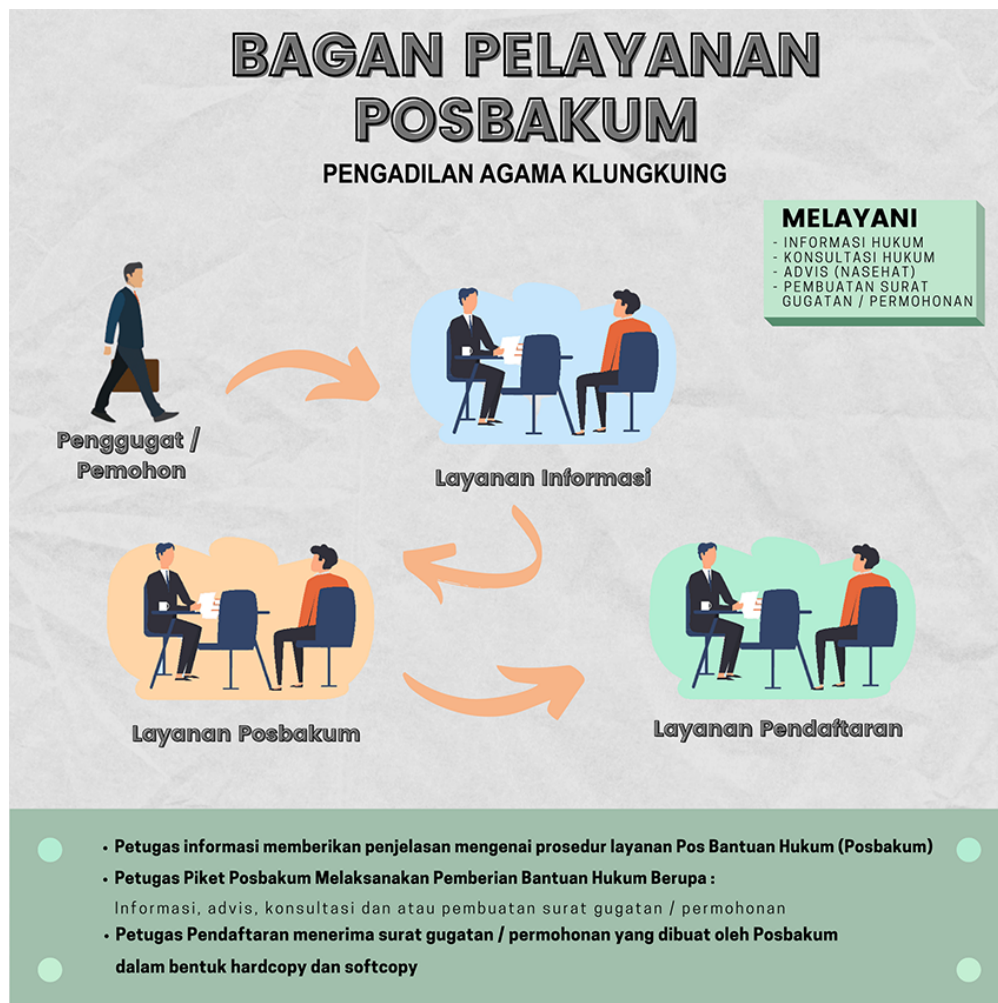 BAGAN PELAYANAN
POSBAKUM
PENGADILAN AGAMA KLUNGKUING
MELAYANI
- INFORMASI HUKUM
- KONSULTASI HUKUM
- ADVIS (NASEHAT)
- PEMBUATAN SURAT
GUGATAN / PERMOHONAN
Penggugat /
Pemohon
Layanan Informasi
Layanan Posbakum
Layanan Pendaftaran
• Petugas informasi memberikan penjelasan mengenai prosedur layanan Pos Bantuan Hukum (Posbakum)
• Petugas Piket Posbakum Melaksanakan Pemberian Bantuan Hukum Berupa :
Informasi, advis, konsultasi dan atau pembuatan surat gugatan / permohonan
• Petugas Pendaftaran menerima surat gugatan / permohonan yang dibuat oleh Posbakum
dalam bentuk hardcopy dan softcopy